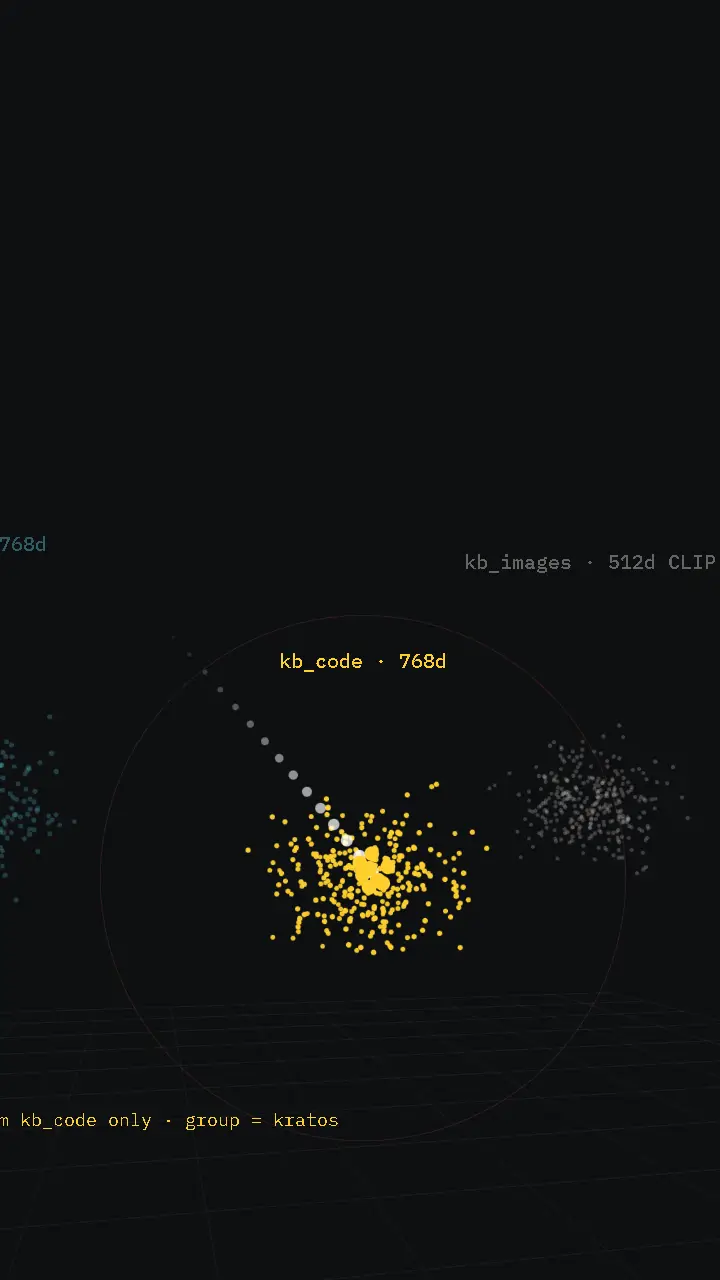 768d
kb_images · 512d CLIP
kb_code · 768d
m kb_code only · group = kratos